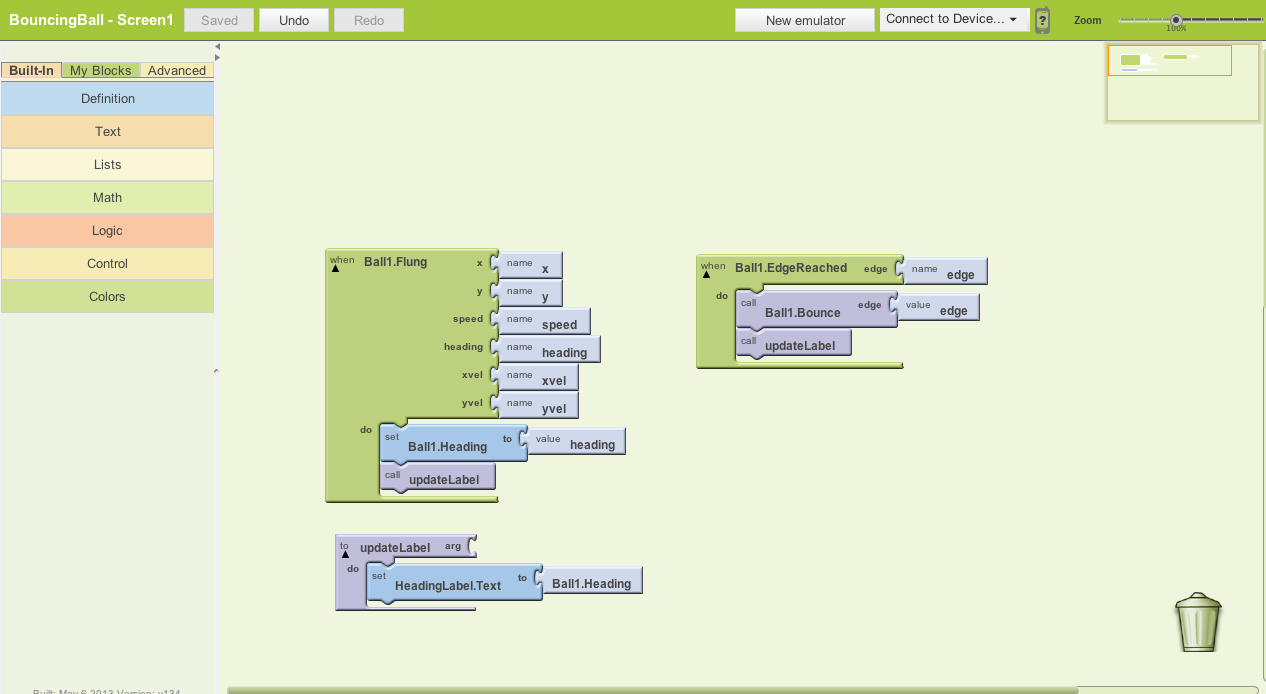 BouncingBall - Screen1 Saved Undo Redo New emulator Connect to Device... ? Zoom
100%
Built-In My Blocks Advanced
Definition
Text
Lists
Math
Logic
Control
Colors
when Ball1.Flung x name x
y name y
speed name speed
heading name heading
xvel name xvel
yvel name yvel
do set Ball1.Heading to value heading
call updateLabel
when Ball1.EdgeReached edge name edge
do call Ball1.Bounce edge value edge
call updateLabel
to updateLabel arg
do set HeadingLabel.Text to Ball1.Heading
Built: May 6 2013 Version: v134